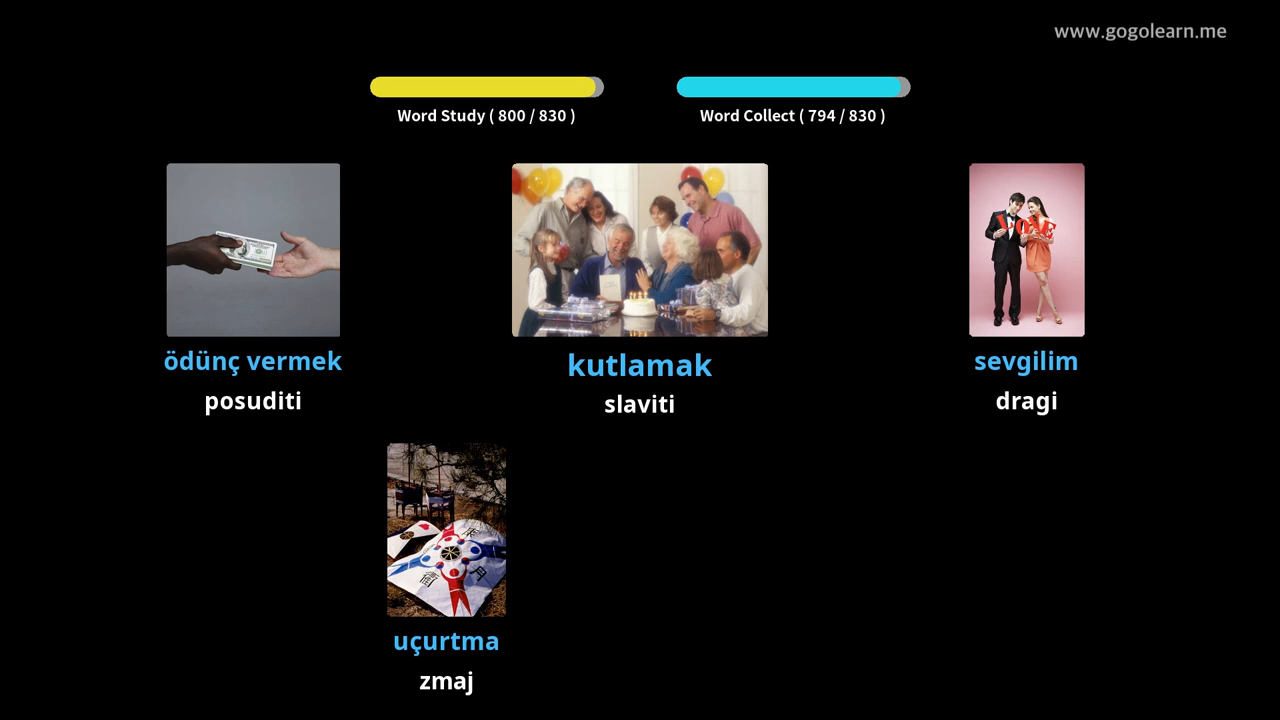 www.gogolearn.me
Word Study ( 800 / 830 )
Word Collect ( 794 / 830 )
LOVE
ödünç vermek
posuditi
kutlamak
slaviti
sevgilim
dragi
uçurtma
zmaj